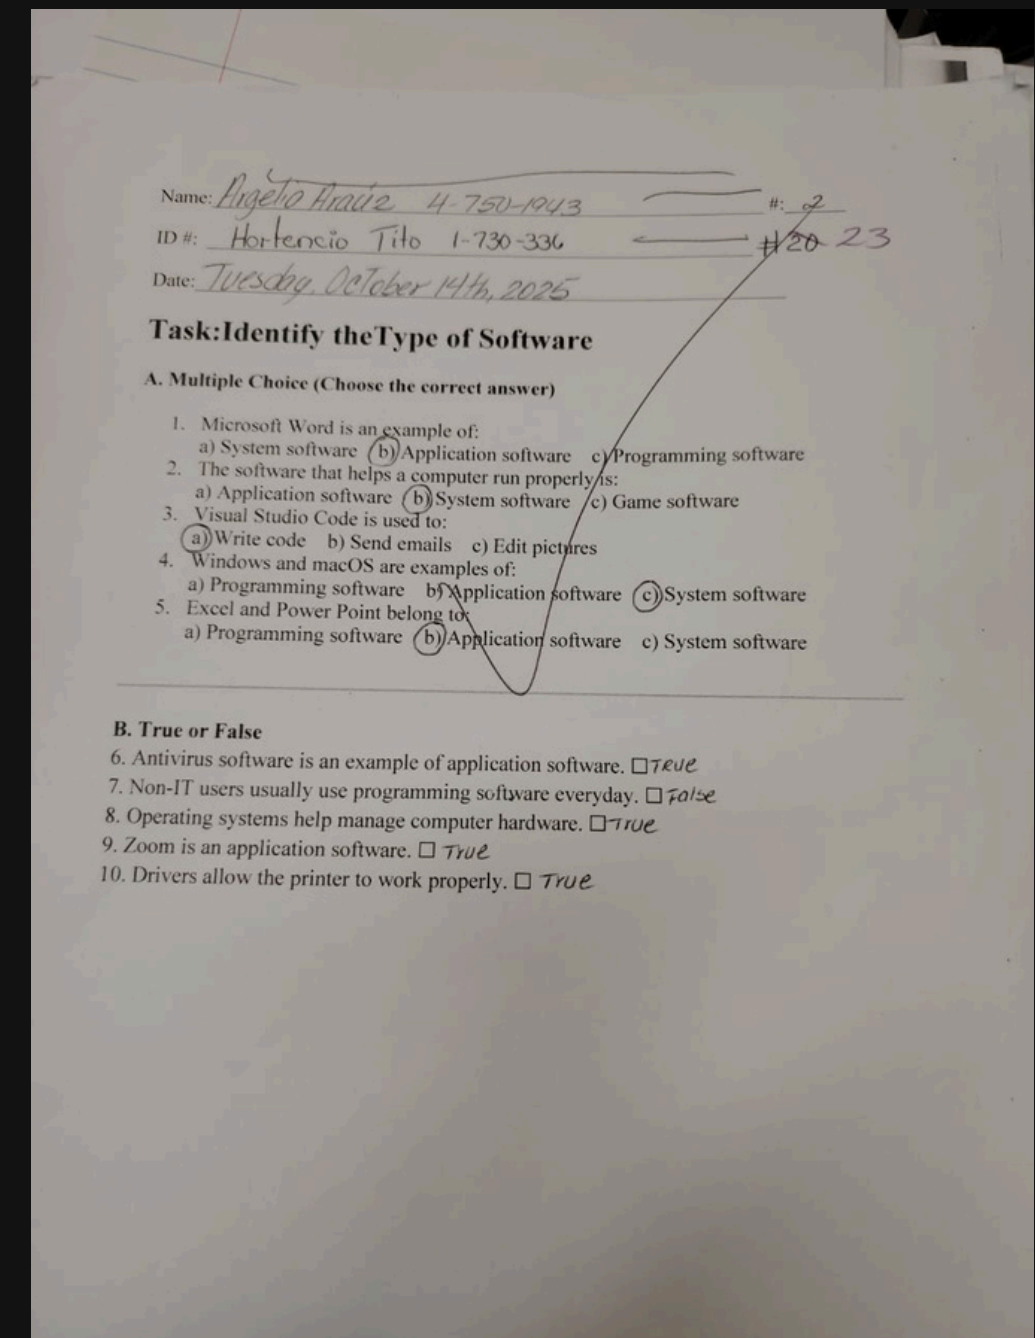 Name: Argelio Araúz 4-750-1943 #: 2
ID #: Hortencio Tito 1-730-336 #20 23
Date: Tuesday, October 14th, 2025
Task:Identify theType of Software
A. Multiple Choice (Choose the correct answer)
1. Microsoft Word is an example of:
a) System software b) Application software c) Programming software
2. The software that helps a computer run properly is:
a) Application software b) System software c) Game software
3. Visual Studio Code is used to:
a) Write code b) Send emails c) Edit pictures
4. Windows and macOS are examples of:
a) Programming software b) Application software c) System software
5. Excel and Power Point belong to:
a) Programming software b) Application software c) System software
B. True or False
6. Antivirus software is an example of application software. ☐ True
7. Non-IT users usually use programming software everyday. ☐ False
8. Operating systems help manage computer hardware. ☐ True
9. Zoom is an application software. ☐ True
10. Drivers allow the printer to work properly. ☐ True